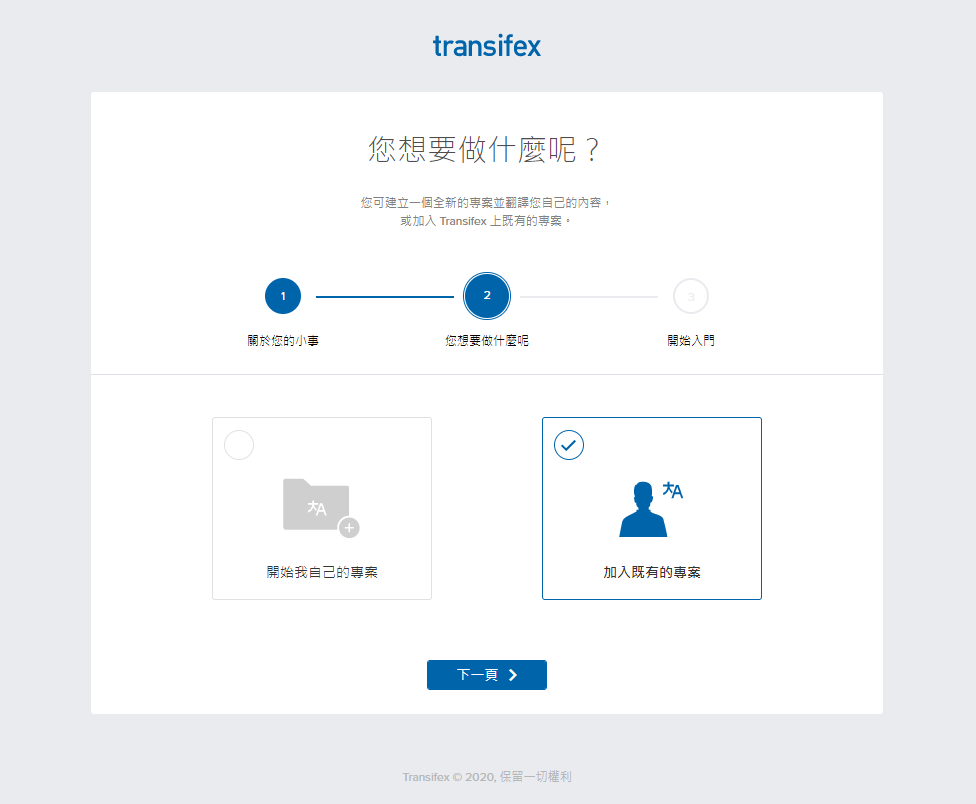 transifex
您想要做什麼呢？
您可建立一個全新的專案並翻譯您自己的內容，
或加入 Transifex 上既有的專案。
1
2
3
關於您的小事
您想要做什麼呢
開始入門
大A
大A
開始我自己的專案
加入既有的專案
下一頁
Transifex © 2020, 保留一切權利